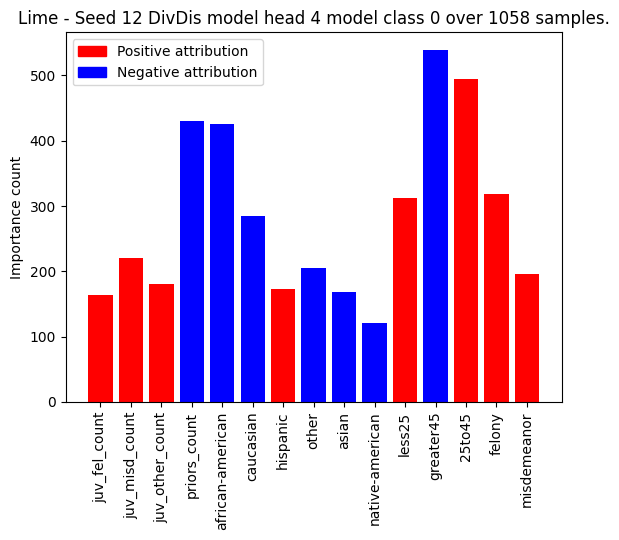 Lime - Seed 12 DivDis model head 4 model class 0 over 1058 samples.
Positive attribution
Negative attribution
Importance count
500
400
300
200
100
0
juv_fel_count
juv_misd_count
juv_other_count
priors_count
african-american
caucasian
hispanic
other
asian
native-american
less25
greater45
25to45
felony
misdemeanor